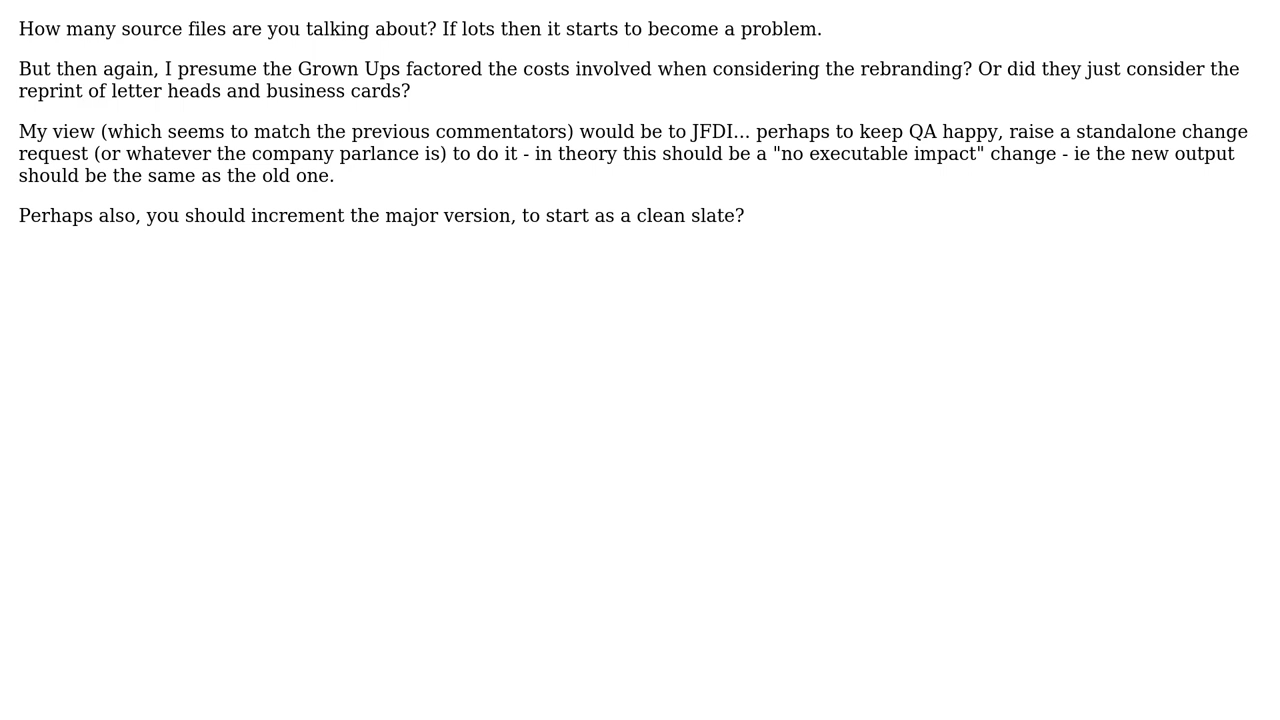 How many source files are you talking about? If lots then it starts to become a problem.
But then again, I presume the Grown Ups factored the costs involved when considering the rebranding? Or did they just consider the
reprint of letter heads and business cards?
My view (which seems to match the previous commentators) would be to JFDI... perhaps to keep QA happy, raise a standalone change
request (or whatever the company parlance is) to do it - in theory this should be a "no executable impact" change - ie the new output
should be the same as the old one.
Perhaps also, you should increment the major version, to start as a clean slate?